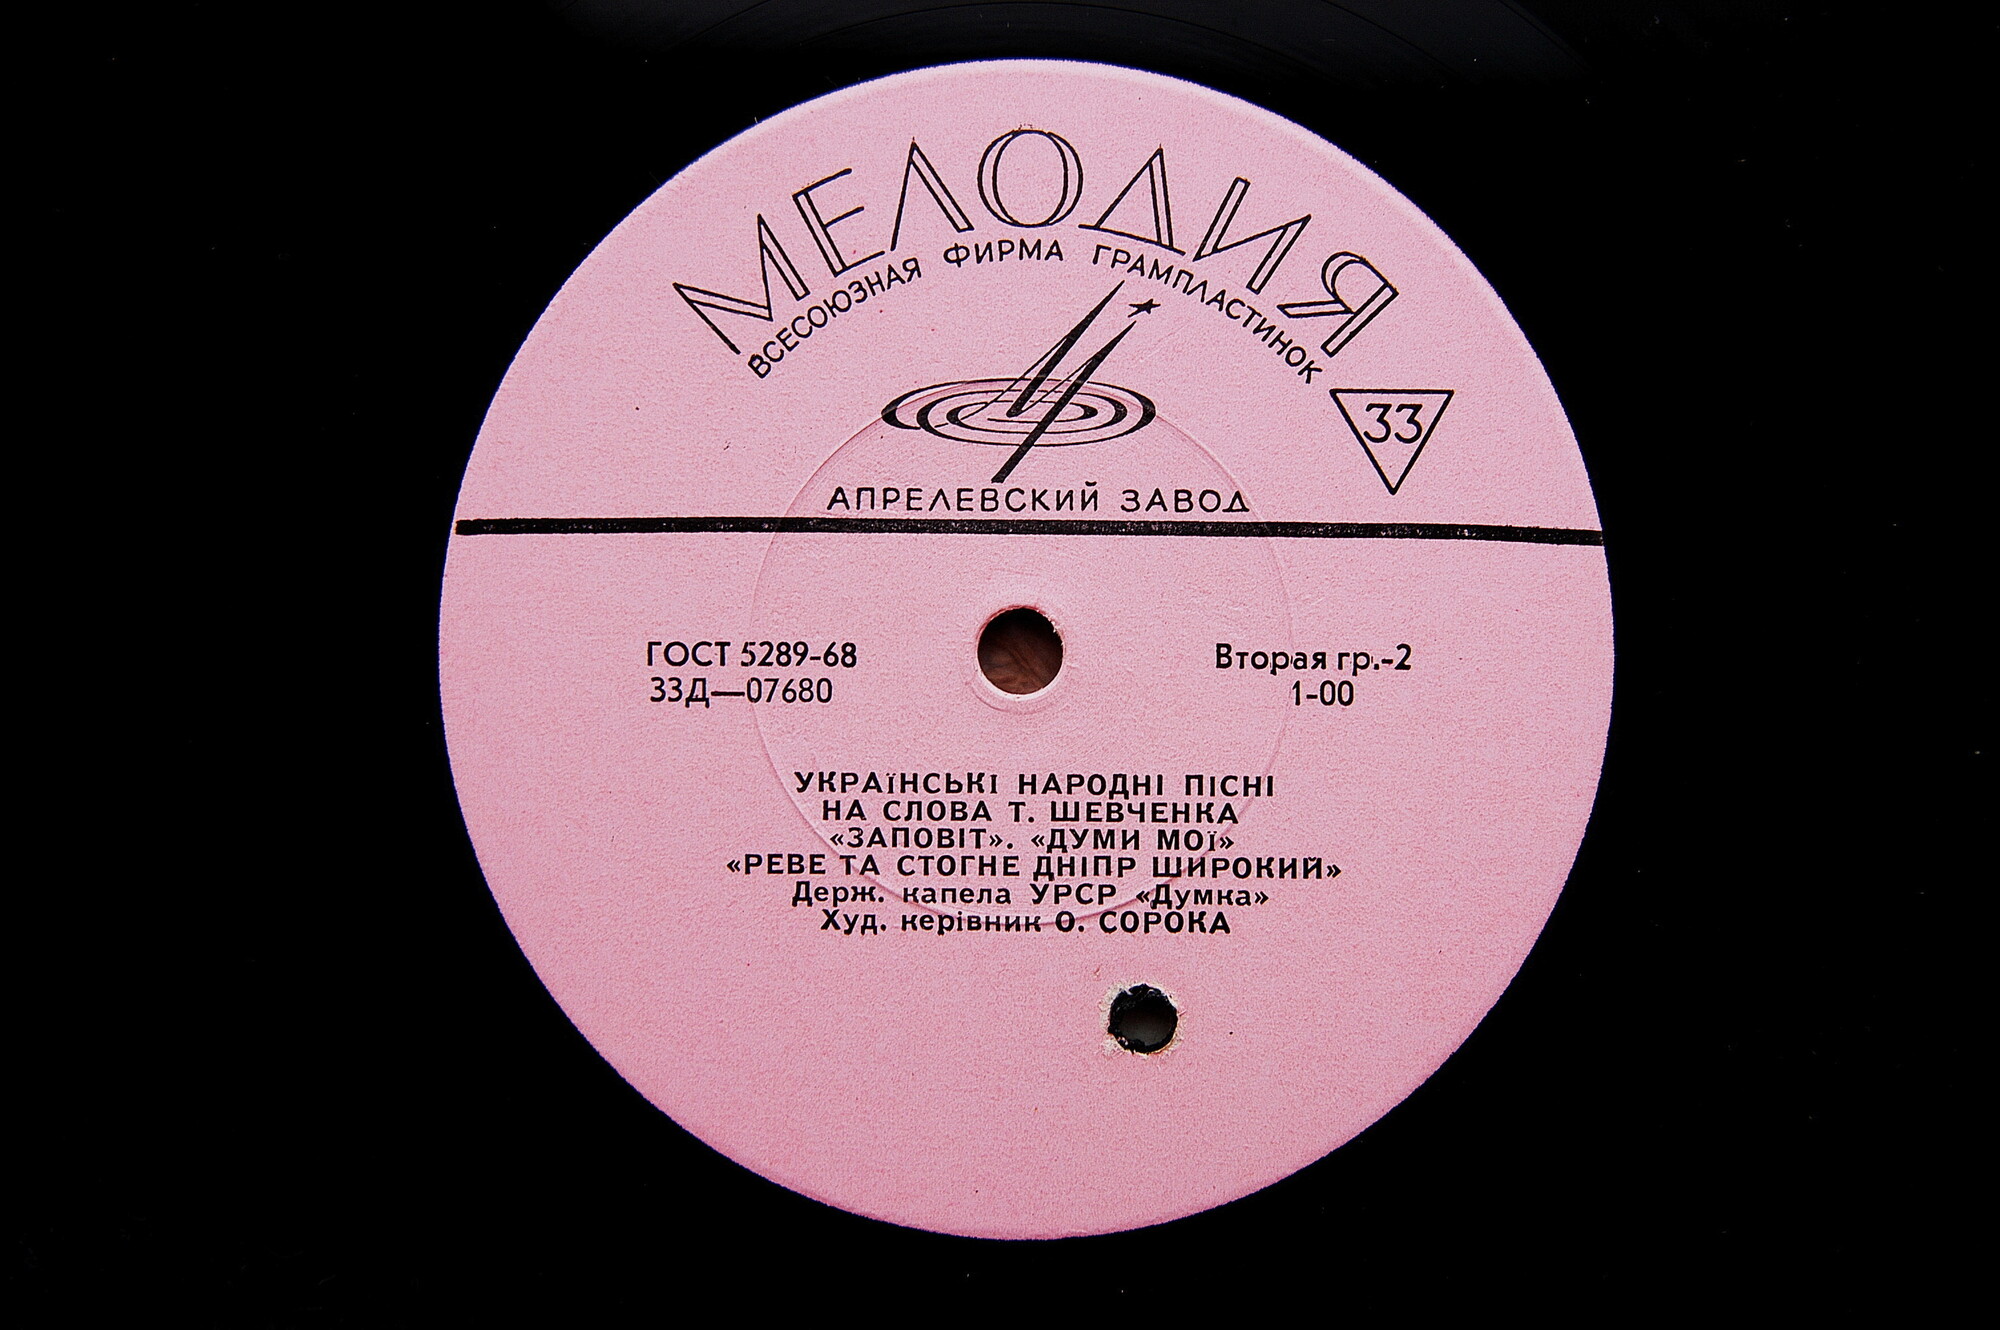 МЕЛОДИЯ
ВСЕСОЮЗНАЯ ФИРМА ГРАМПЛАСТИНОК
33
АПРЕЛЕВСКИЙ ЗАВОД
ГОСТ 5289-68
33Д—07680
Вторая гр.-2
1-00
УКРАЇНСЬКІ НАРОДНІ ПІСНІ
НА СЛОВА Т. ШЕВЧЕНКА
«ЗАПОВІТ». «ДУМИ МОЇ»
«РЕВЕ ТА СТОГНЕ ДНІПР ШИРОКИЙ»
Держ. капела УРСР «Думка»
Худ. керівник О. СОРОКА